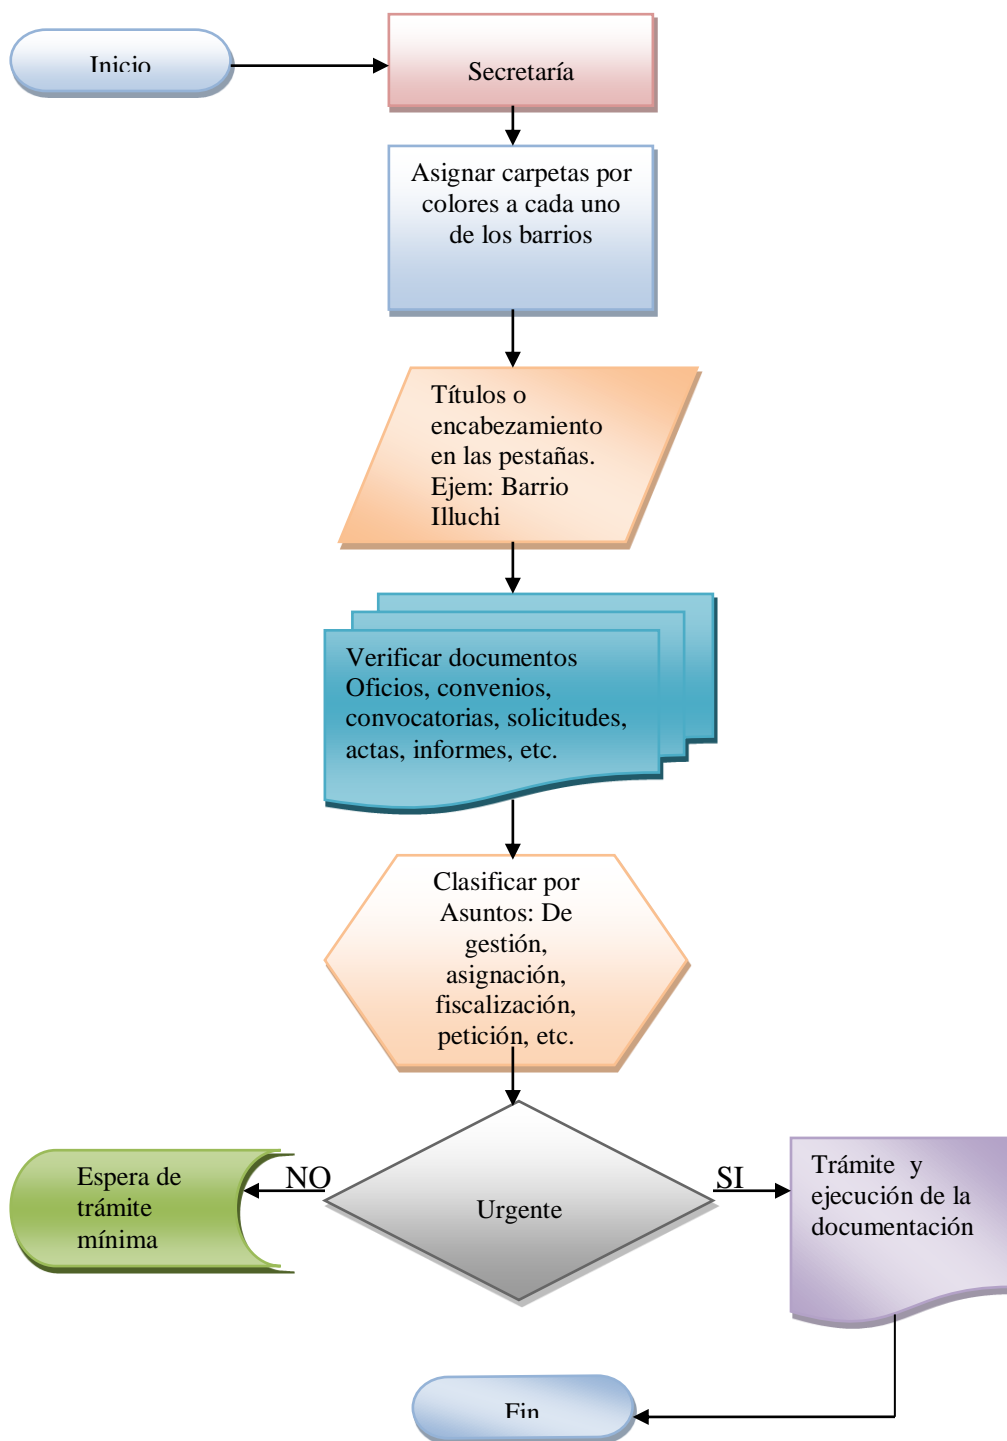 Inicio
Secretaría
Asignar carpetas por
colores a cada uno
de los barrios
Títulos o
encabezamiento
en las pestañas.
Ejem: Barrio
Illuchi
Verificar documentos
Oficios, convenios,
convocatorias, solicitudes,
actas, informes, etc.
Clasificar por
Asuntos: De
gestión,
asignación,
fiscalización,
petición, etc.
Urgente
NO
SI
Espera de
trámite
mínima
Trámite y
ejecución de la
documentación
Fin